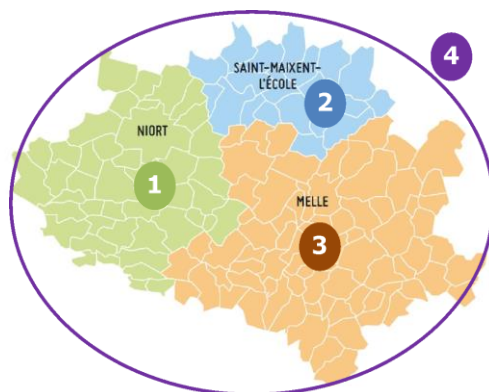 SAINT-MAIXENT-
L'ÉCOLE
4
2
NIORT
1
MELLE
3